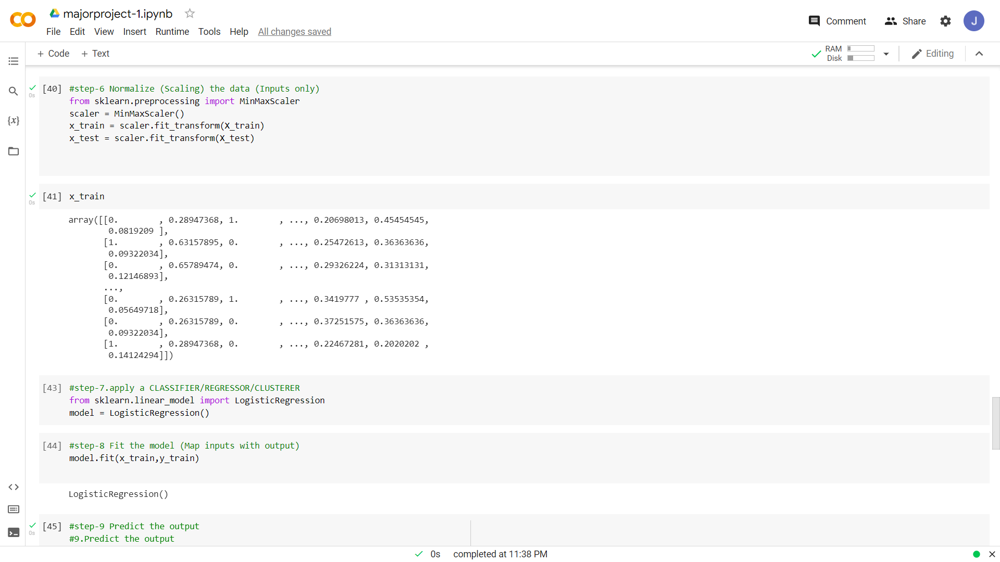 majorproject-1.ipynb
File Edit View Insert Runtime Tools Help All changes saved
Comment
Share
J
+ Code + Text
RAM
Disk
Editing
{x}
0s
[40] #step-6 Normalize (Scaling) the data (Inputs only)
from sklearn.preprocessing import MinMaxScaler
scaler = MinMaxScaler()
x_train = scaler.fit_transform(X_train)
x_test = scaler.fit_transform(X_test)
0s
[41] x_train
array([[0.        , 0.28947368, 1.        , ..., 0.20698013, 0.45454545,
        0.0819209 ],
       [1.        , 0.63157895, 0.        , ..., 0.25472613, 0.36363636,
        0.09322034],
       [0.        , 0.65789474, 0.        , ..., 0.29326224, 0.31313131,
        0.12146893],
       ...,
       [0.        , 0.26315789, 1.        , ..., 0.3419777 , 0.53535354,
        0.05649718],
       [0.        , 0.26315789, 0.        , ..., 0.37251575, 0.36363636,
        0.09322034],
       [1.        , 0.28947368, 0.        , ..., 0.22467281, 0.2020202 ,
        0.14124294]])
[43] #step-7.apply a CLASSIFIER/REGRESSOR/CLUSTERER
from sklearn.linear_model import LogisticRegression
model = LogisticRegression()
[44] #step-8 Fit the model (Map inputs with output)
model.fit(x_train,y_train)
LogisticRegression()
0s
[45] #step-9 Predict the output
#9.Predict the output
0s completed at 11:38 PM